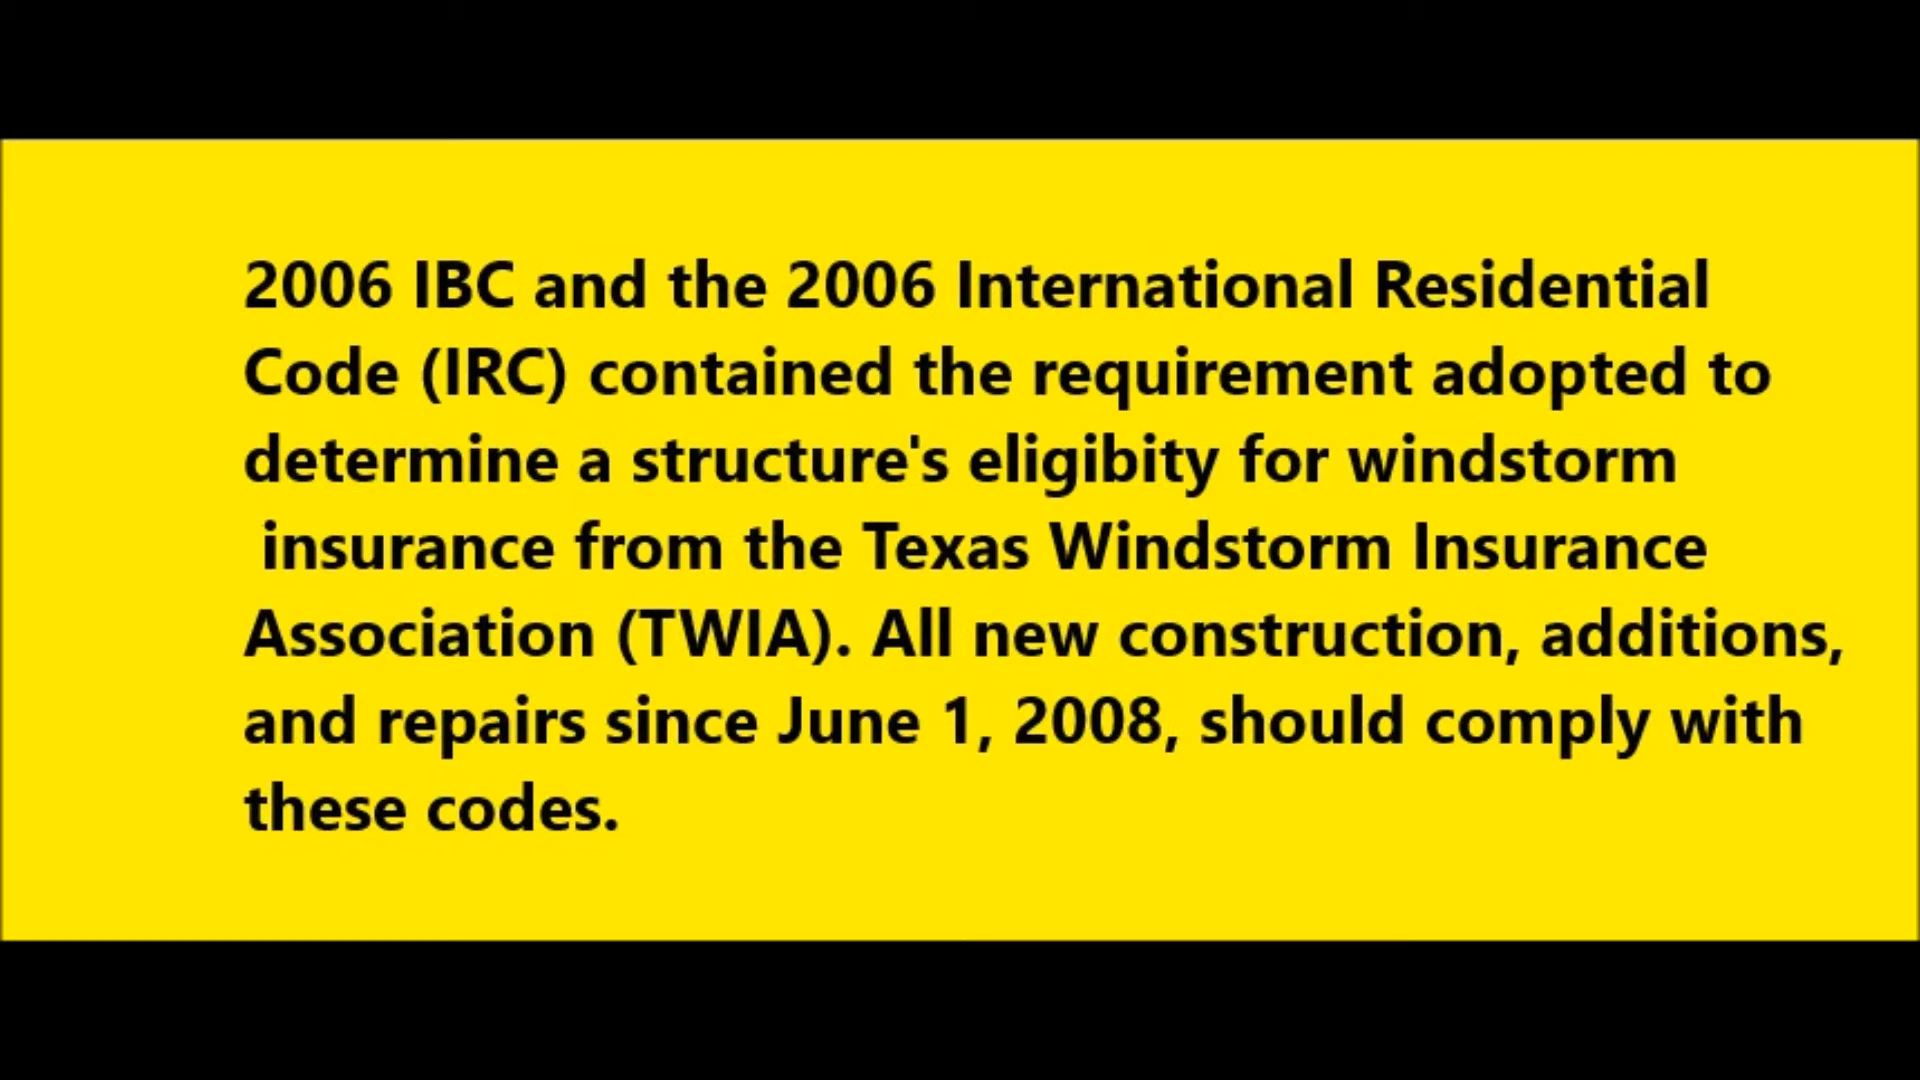 2006 IBC and the 2006 International Residential
Code (IRC) contained the requirement adopted to
determine a structure's eligibity for windstorm
insurance from the Texas Windstorm Insurance
Association (TWIA). All new construction, additions,
and repairs since June 1, 2008, should comply with
these codes.